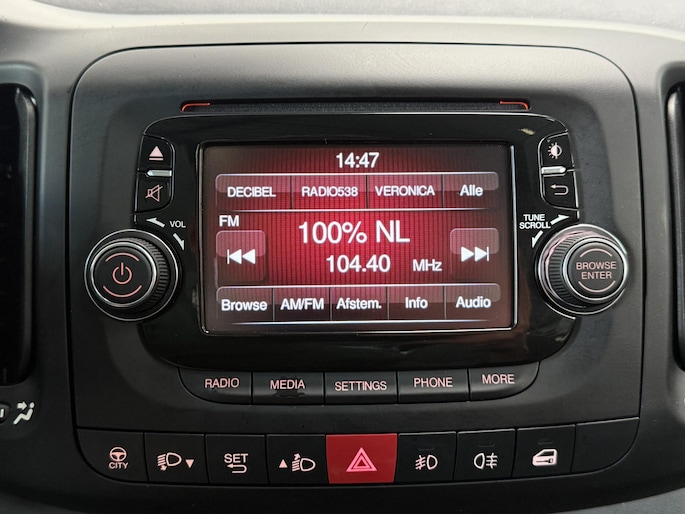 14:47
DECIBEL RADIO538 VERONICA Alle
VOL
FM
TUNE
SCROLL
100% NL
104.40 MHz
BROWSE
ENTER
Browse AM/FM Afstem. Info Audio
RADIO MEDIA SETTINGS PHONE MORE
SET
CITY